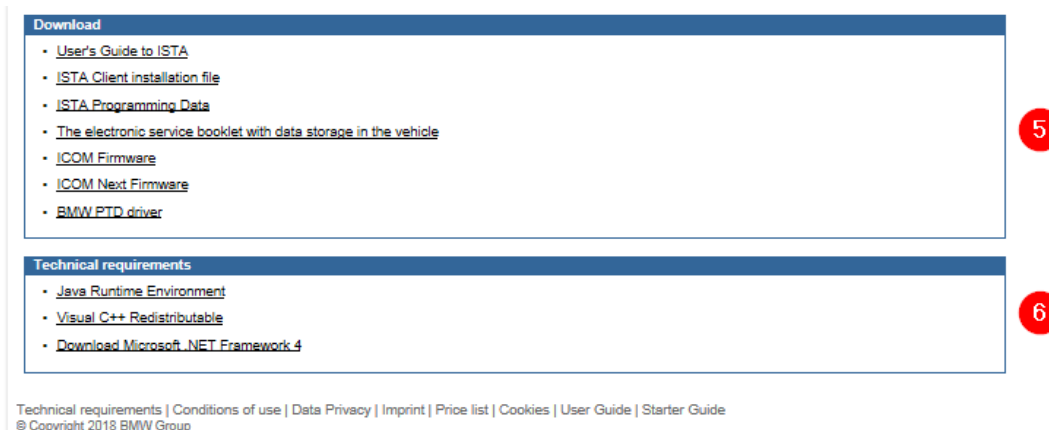 Download
• User's Guide to ISTA
• ISTA Client installation file
• ISTA Programming Data
• The electronic service booklet with data storage in the vehicle
• ICOM Firmware
• ICOM Next Firmware
• BMW PTD driver
5
Technical requirements
• Java Runtime Environment
• Visual C++ Redistributable
• Download Microsoft .NET Framework 4
6
Technical requirements | Conditions of use | Data Privacy | Imprint | Price list | Cookies | User Guide | Starter Guide
© Copyright 2018 BMW Group